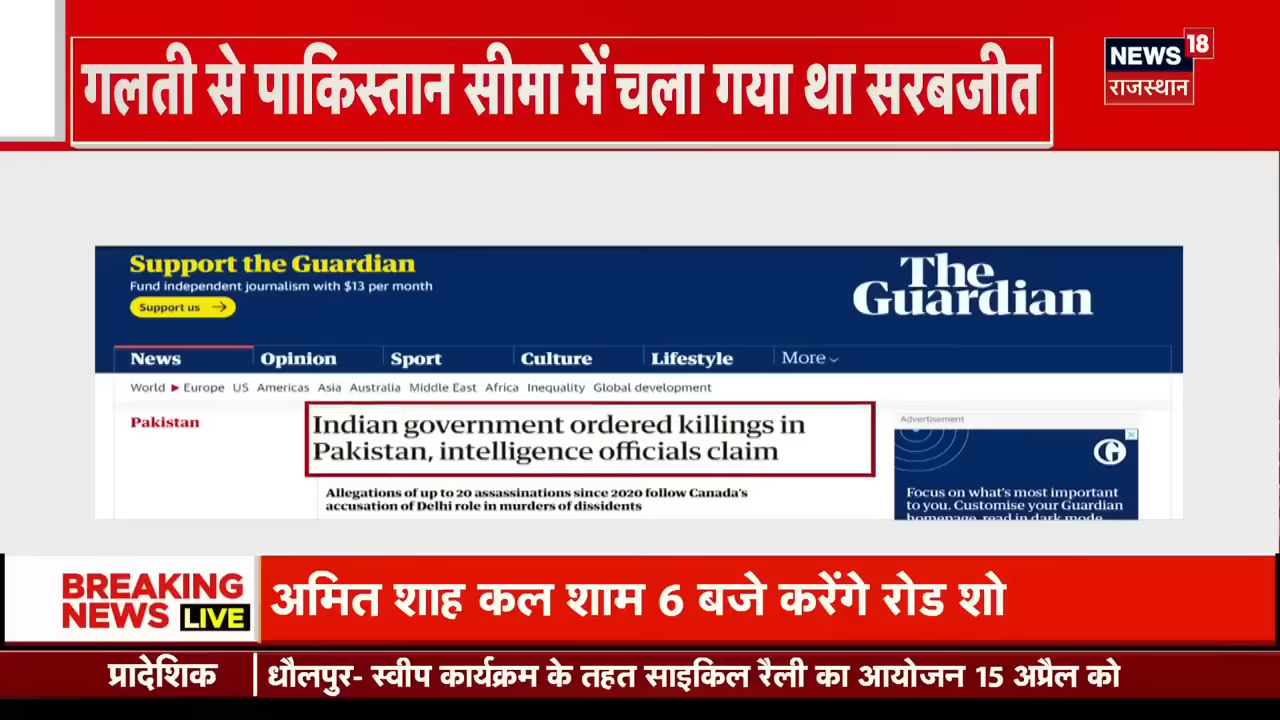 गलती से पाकिस्तान सीमा में चला गया था सरबजीत
NEWS 18
राजस्थान
Support the Guardian
Fund independent journalism with $13 per month
Support us →
The
Guardian
News Opinion Sport Culture Lifestyle More
World ▶ Europe US Americas Asia Australia Middle East Africa Inequality Global development
Pakistan
Indian government ordered killings in
Pakistan, intelligence officials claim
Allegations of up to 20 assassinations since 2020 follow Canada's
accusation of Delhi role in murders of dissidents
Advertisement
G
Focus on what's most important
to you. Customise your Guardian
homepage, read in dark mode
BREAKING
NEWS LIVE
अमित शाह कल शाम 6 बजे करेंगे रोड शो
प्रादेशिक
धौलपुर- स्वीप कार्यक्रम के तहत साइकिल रैली का आयोजन 15 अप्रैल को